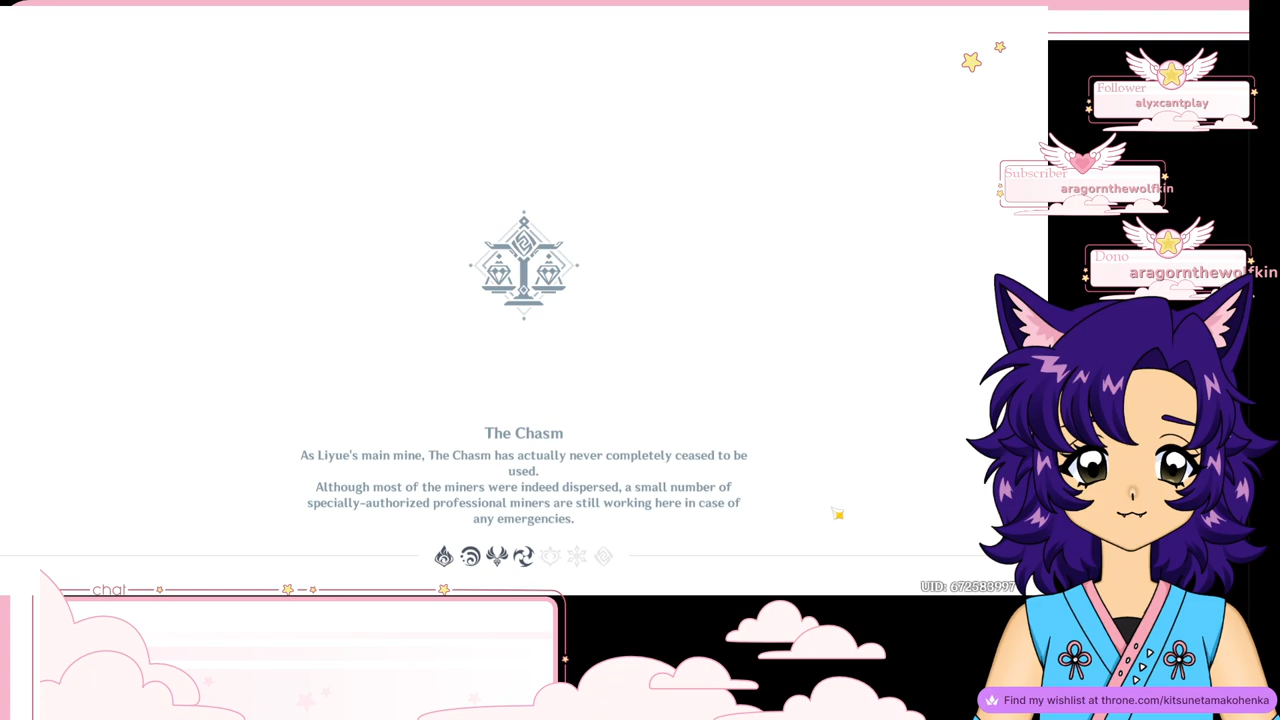 Follower
alyxcantplay
Subscriber
aragornthewolfkin
Dono
aragornthewolfkin
The Chasm
As Liyue's main mine, The Chasm has actually never completely ceased to be
used.
Although most of the miners were indeed dispersed, a small number of
specially-authorized professional miners are still working here in case of
any emergencies.
UID: 672583997
chat
Find my wishlist at throne.com/kitsunetamakohenka